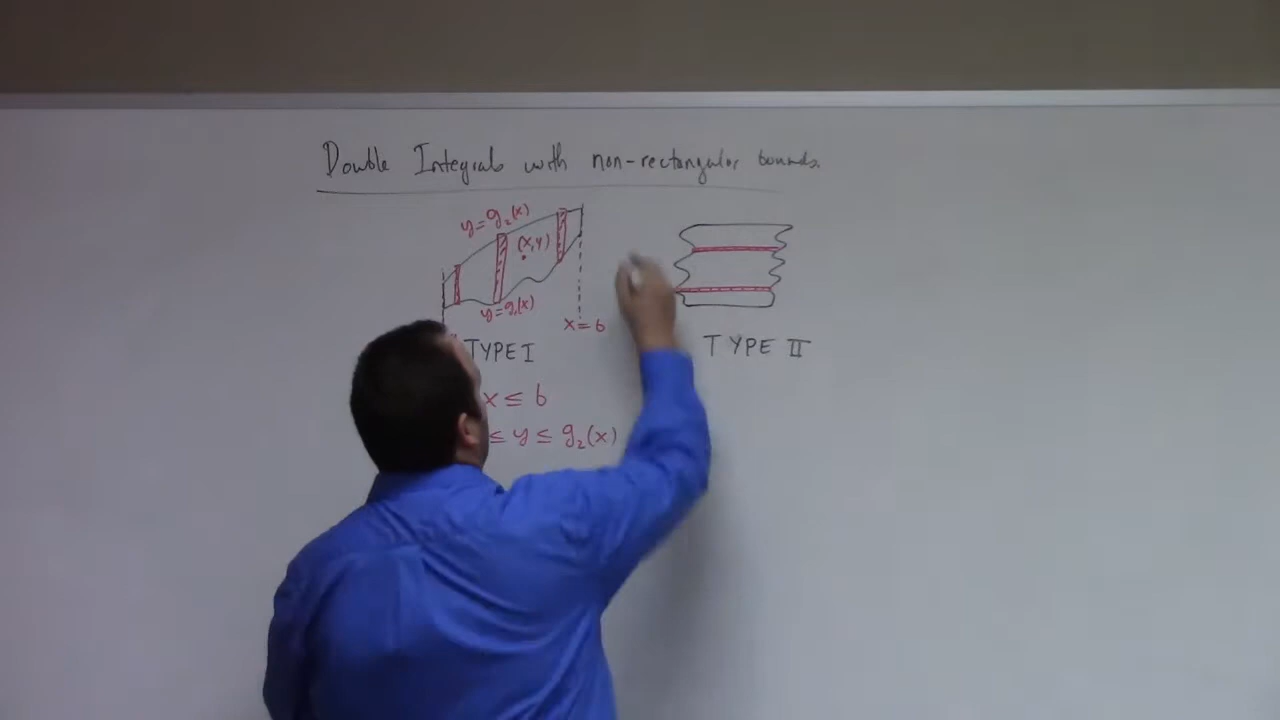 Double Integrals with non-rectangular bounds.
y = g₂(x)
(x,y)
y = g₁(x)
x = b
TYPE I
TYPE II
x ≤ b
≤ y ≤ g₂(x)